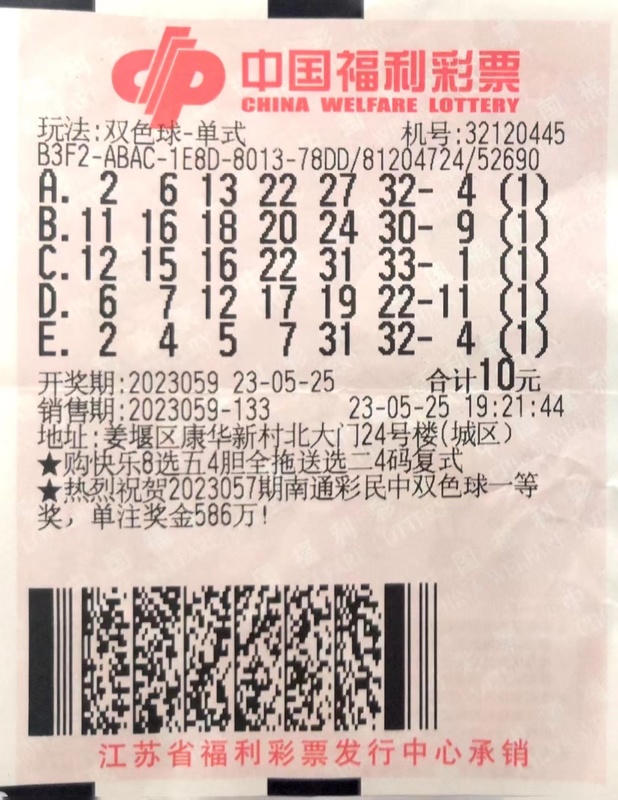 中国福利彩票
CHINA WELFARE LOTTERY
玩法:双色球-单式 机号:32120445
B3F2-ABAC-1E8D-8013-78DD/81204724/52690
A. 2 6 13 22 27 32- 4 (1)
B.11 16 18 20 24 30- 9 (1)
C.12 15 16 22 31 33- 1 (1)
D. 6 7 12 17 19 22-11 (1)
E. 2 4 5 7 31 32- 4 (1)
开奖期:2023059 23-05-25 合计10元
销售期:2023059-133 23-05-25 19:21:44
地址:姜堰区康华新村北大门24号楼(城区)
★购快乐8选五4胆全拖送选二4码复式
★热烈祝贺2023057期南通彩民中双色球一等
奖, 单注奖金586万!
江苏省福利彩票发行中心承销